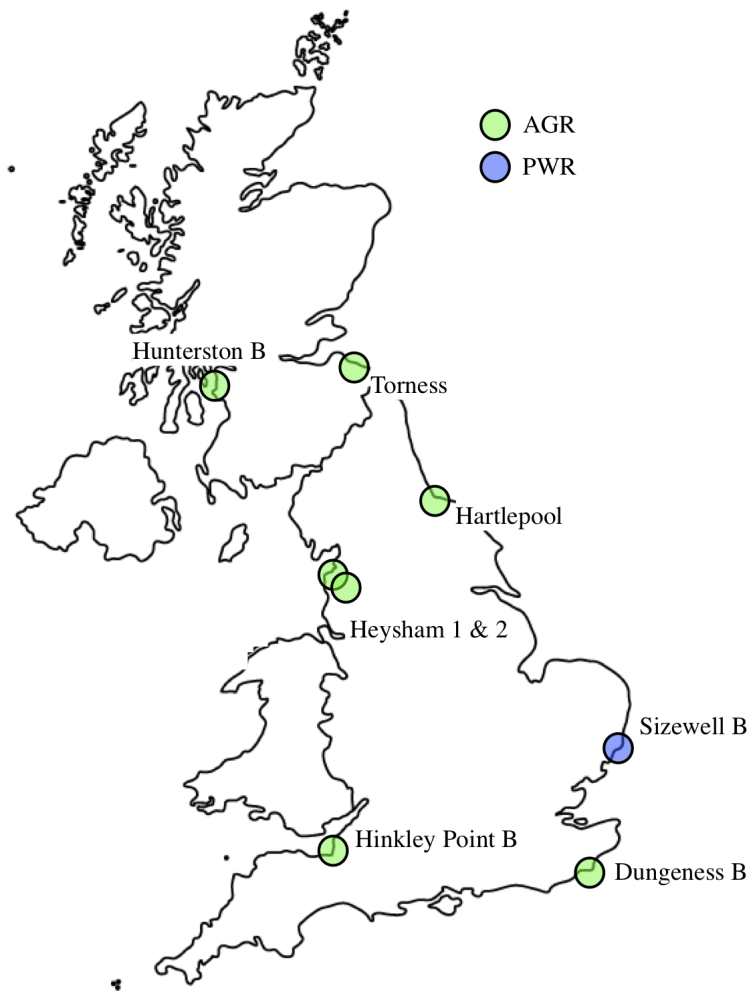 AGR
PWR
Hunterston B
Torness
Hartlepool
Heysham 1 & 2
Sizewell B
Hinkley Point B
Dungeness B